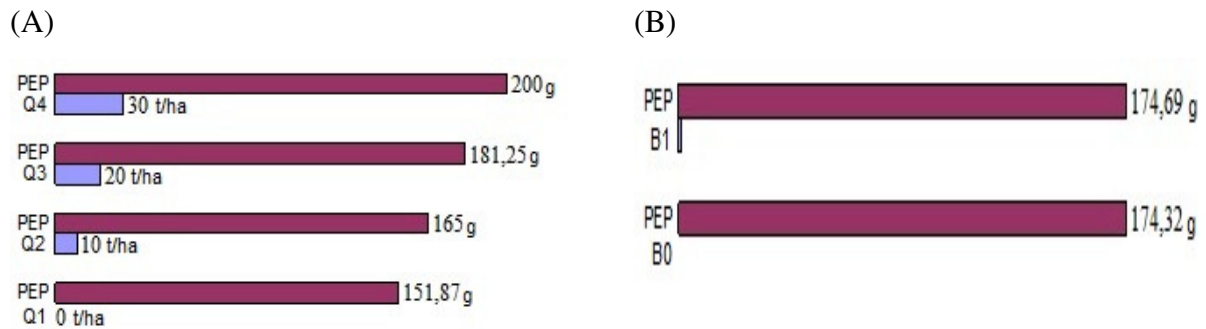 (A)
PEP 200 g
Q4 30 t/ha
PEP 181,25 g
Q3 20 t/ha
PEP 165 g
Q2 10 t/ha
PEP 151,87 g
Q1 0 t/ha
(B)
PEP 174,69 g
B1
PEP 174,32 g
B0